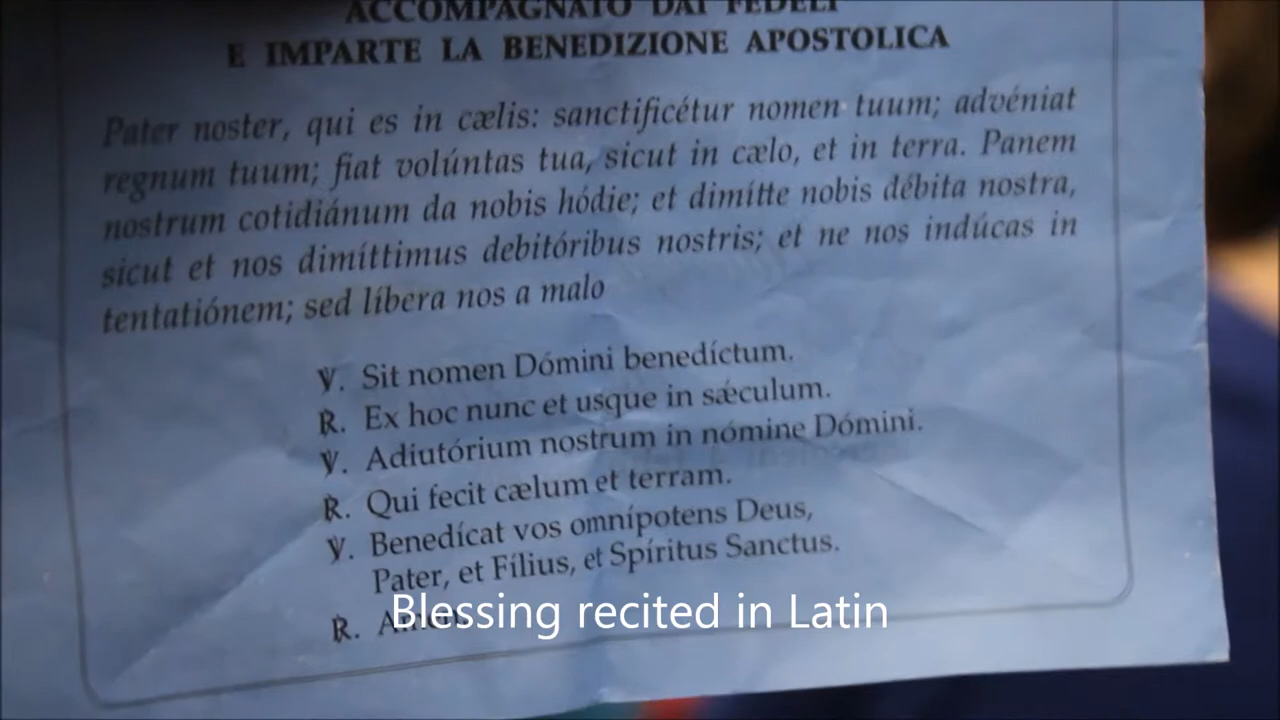 ACCOMPAGNATO DAI FEDELI
E IMPARTE LA BENEDIZIONE APOSTOLICA
Pater noster, qui es in cælis: sanctificétur nomen tuum; advéniat
regnum tuum; fiat volúntas tua, sicut in cælo, et in terra. Panem
nostrum cotidiánum da nobis hódie; et dimítte nobis débita nostra,
sicut et nos dimíttimus debitóribus nostris; et ne nos indúcas in
tentatiónem; sed líbera nos a malo
℣. Sit nomen Dómini benedíctum.
℟. Ex hoc nunc et usque in sǽculum.
℣. Adiutórium nostrum in nómine Dómini.
℟. Qui fecit cælum et terram.
℣. Benedícat vos omnípotens Deus,
Pater, et Fílius, et Spíritus Sanctus.
℟. Amen.
Blessing recited in Latin